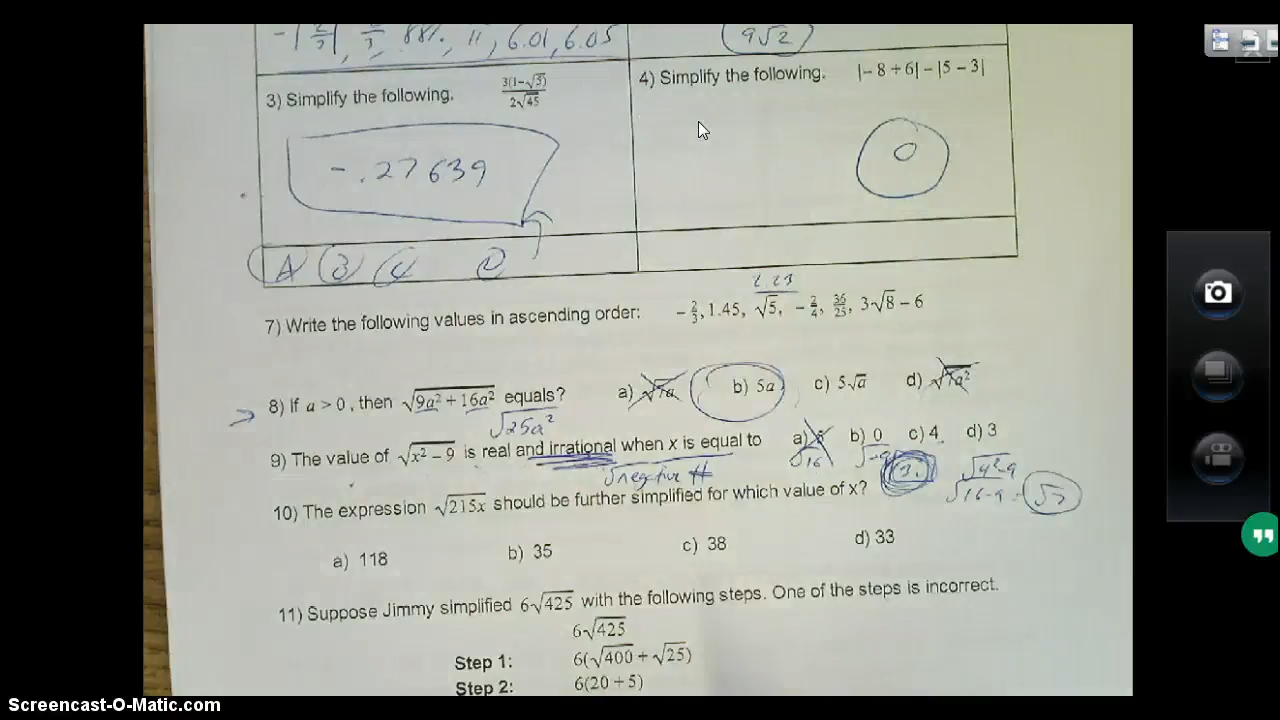 -|2/3|, 2/3, 88%, 11, 6.01, 6.05
9√2
3) Simplify the following. 3(1-√3)/2√45
4) Simplify the following. |-8+6|-|5-3|
-.27639
0
7) Write the following values in ascending order: -2/3, 1.45, √5, -2/4, 36/25, 3√8-6
8) If a > 0, then √9a²+16a² equals? a) √7a b) 5a c) 5√a d) √7a²
√25a²
9) The value of √x²-9 is real and irrational when x is equal to a) 5 b) 0 c) 4 d) 3
√16 √-9 √4²-9
√negative #
√16-9 = √7
10) The expression √215x should be further simplified for which value of x?
a) 118 b) 35 c) 38 d) 33
11) Suppose Jimmy simplified 6√425 with the following steps. One of the steps is incorrect.
6√425
Step 1: 6(√400 + √25)
Step 2: 6(20 + 5)
Screencast-O-Matic.com